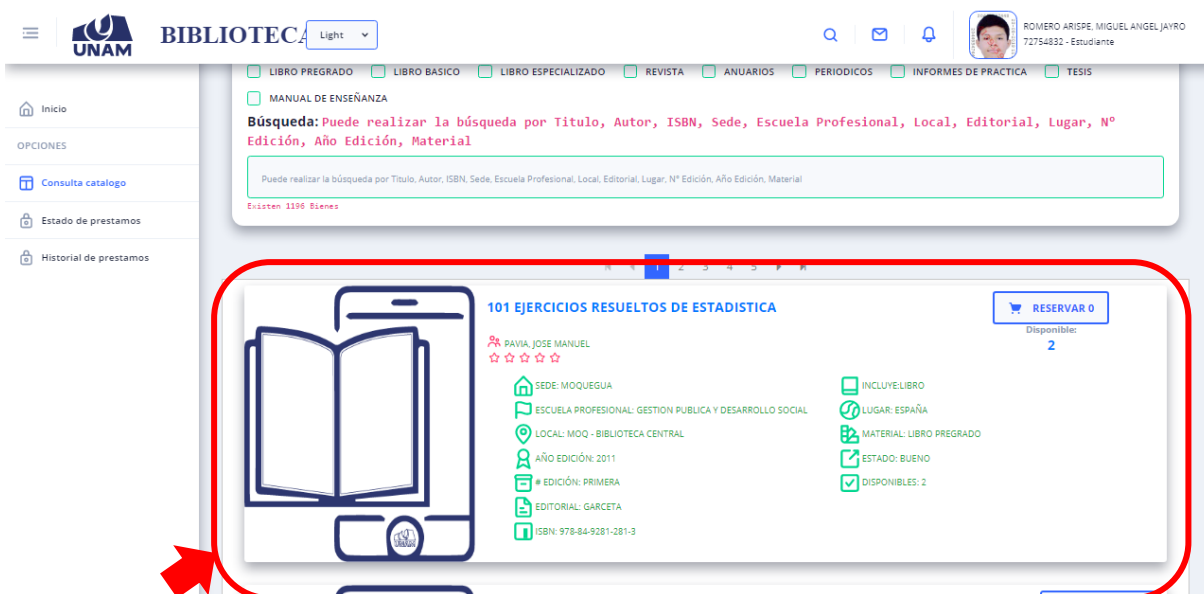 UNAM
BIBLIOTECA
Light
ROMERO ARISPE, MIGUEL ANGEL JAYRO
72754832 - Estudiante
LIBRO PREGRADO LIBRO BASICO LIBRO ESPECIALIZADO REVISTA ANUARIOS PERIODICOS INFORMES DE PRACTICA TESIS
MANUAL DE ENSEÑANZA
Búsqueda: Puede realizar la búsqueda por Titulo, Autor, ISBN, Sede, Escuela Profesional, Local, Editorial, Lugar, Nº
Edición, Año Edición, Material
Puede realizar la búsqueda por Titulo, Autor, ISBN, Sede, Escuela Profesional, Local, Editorial, Lugar, Nº Edición, Año Edición, Material
Existen 1196 Bienes
Inicio
OPCIONES
Consulta catalogo
Estado de prestamos
Historial de prestamos
1 2 3 4 5
101 EJERCICIOS RESUELTOS DE ESTADISTICA
RESERVAR 0
Disponible:
2
PAVIA, JOSE MANUEL
SEDE: MOQUEGUA
ESCUELA PROFESIONAL: GESTION PUBLICA Y DESARROLLO SOCIAL
LOCAL: MOQ - BIBLIOTECA CENTRAL
AÑO EDICIÓN: 2011
# EDICIÓN: PRIMERA
EDITORIAL: GARCETA
ISBN: 978-84-9281-281-3
INCLUYE:LIBRO
LUGAR: ESPAÑA
MATERIAL: LIBRO PREGRADO
ESTADO: BUENO
DISPONIBLES: 2
UNAM